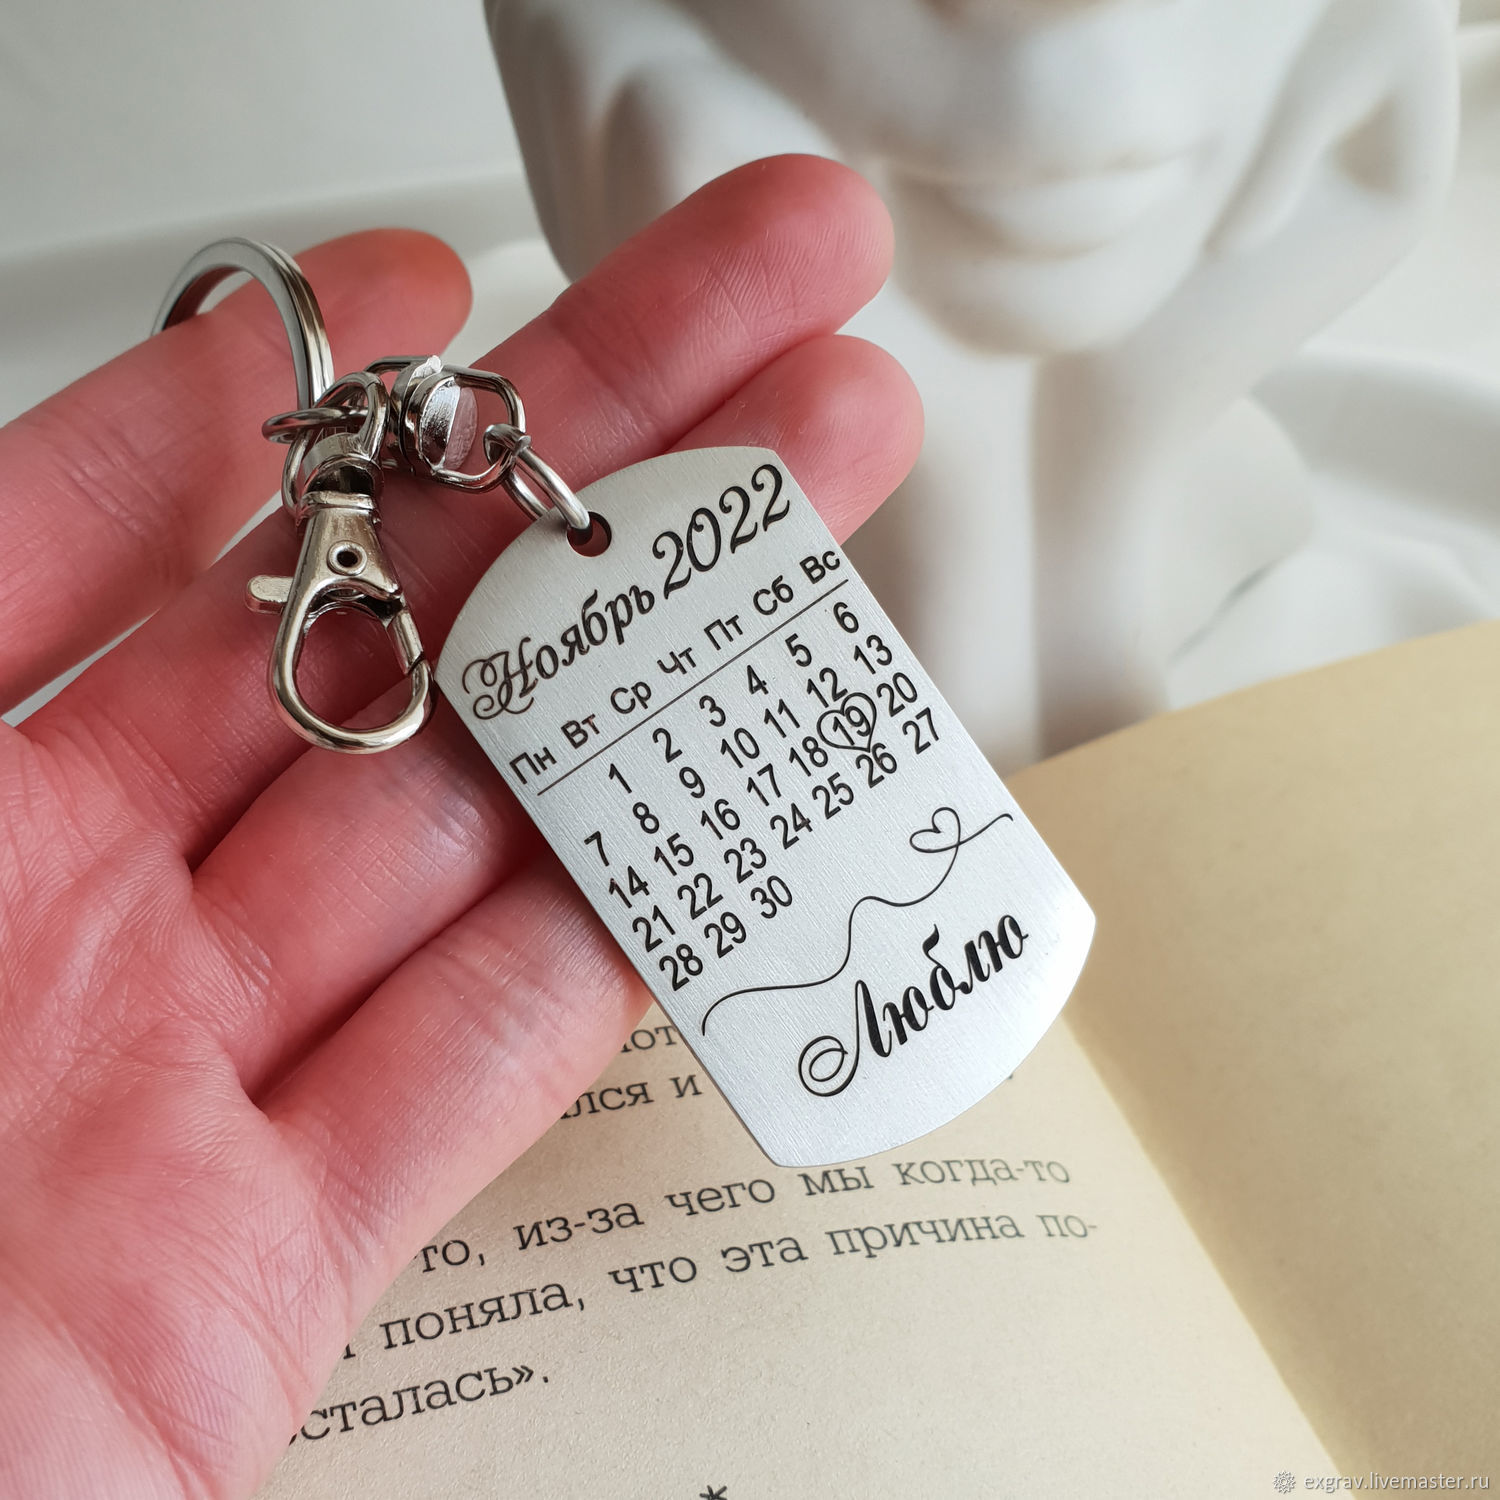 Ноябрь 2022
Пн Вт Ср Чт Пт Сб Вс
1 2 3 4 5 6
7 8 9 10 11 12 13
14 15 16 17 18 19 20
21 22 23 24 25 26 27
28 29 30
Люблю
лся и
то, из-за чего мы когда-то
поняла, что эта причина по-
сталась».
*
exgrav.livemaster.ru